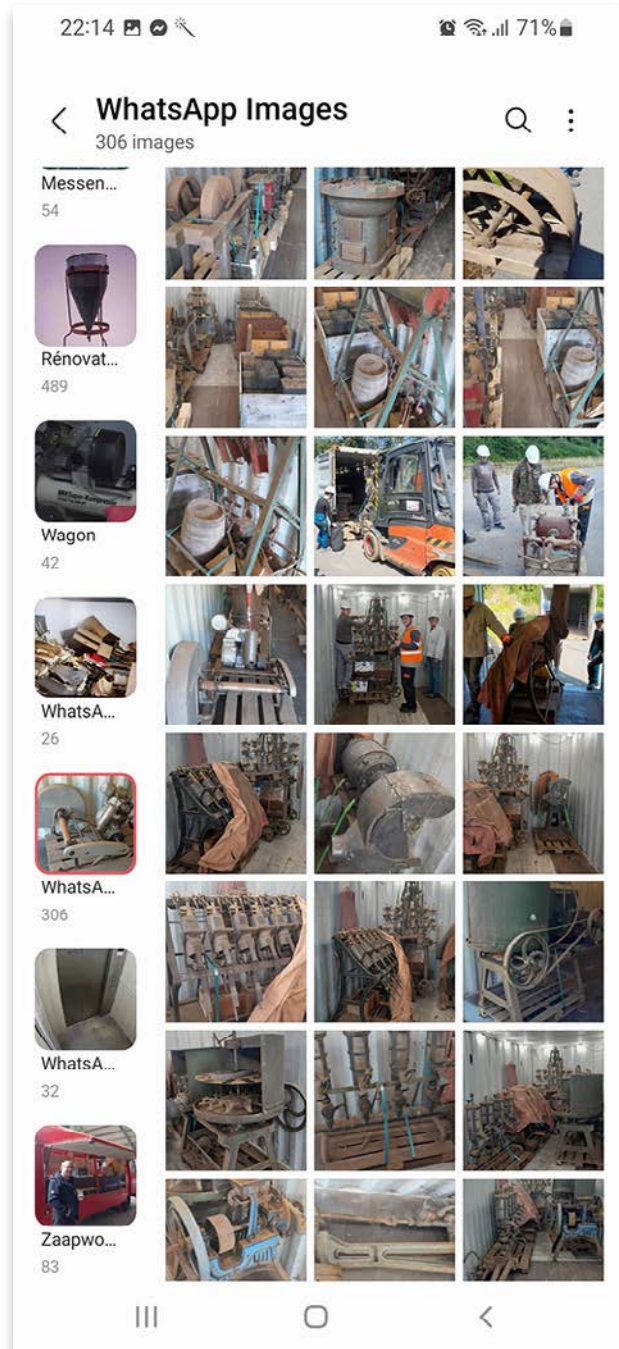 22:14
71%
WhatsApp Images
306 images
Messen...
54
Rénovat...
489
Wagon
42
WhatsA...
26
WhatsA...
306
WhatsA...
32
Zaapwo...
83